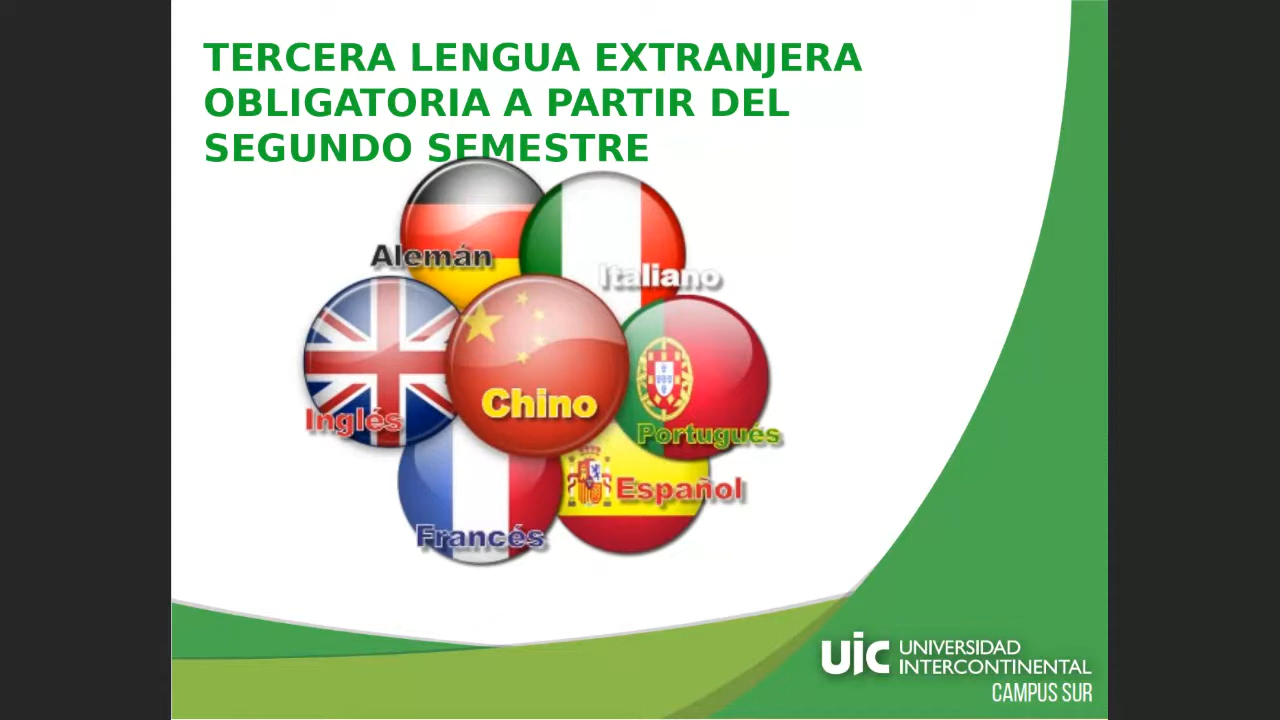 TERCERA LENGUA EXTRANJERA
OBLIGATORIA A PARTIR DEL
SEGUNDO SEMESTRE
Alemán
Italiano
Chino
Inglés
Portugués
Español
Francés
uic UNIVERSIDAD
INTERCONTINENTAL
CAMPUS SUR